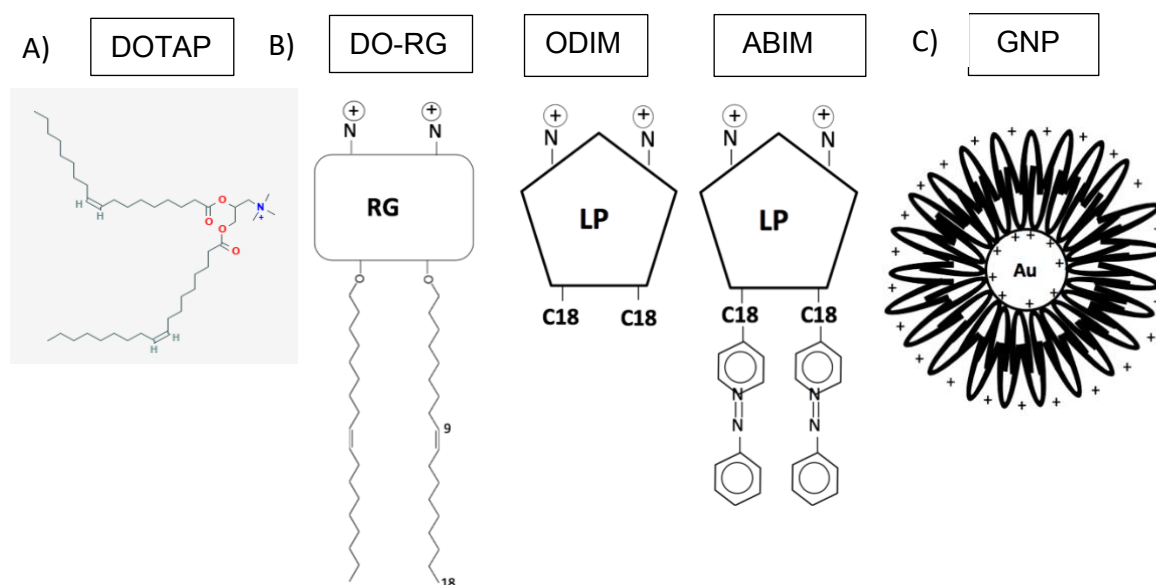 A)
DOTAP
B)
DO-RG
ODIM
ABIM
C)
GNP
H
H
O
O
O
O
N
+
H
H
+
N
+
N
RG
O
O
9
18
+
N
+
N
LP
C18
C18
+
N
+
N
LP
C18
C18
N
N
N
N
Au
+ + + + + + + + + + +
+ + + + + + + + + + + + + + + + + + + + + + + +